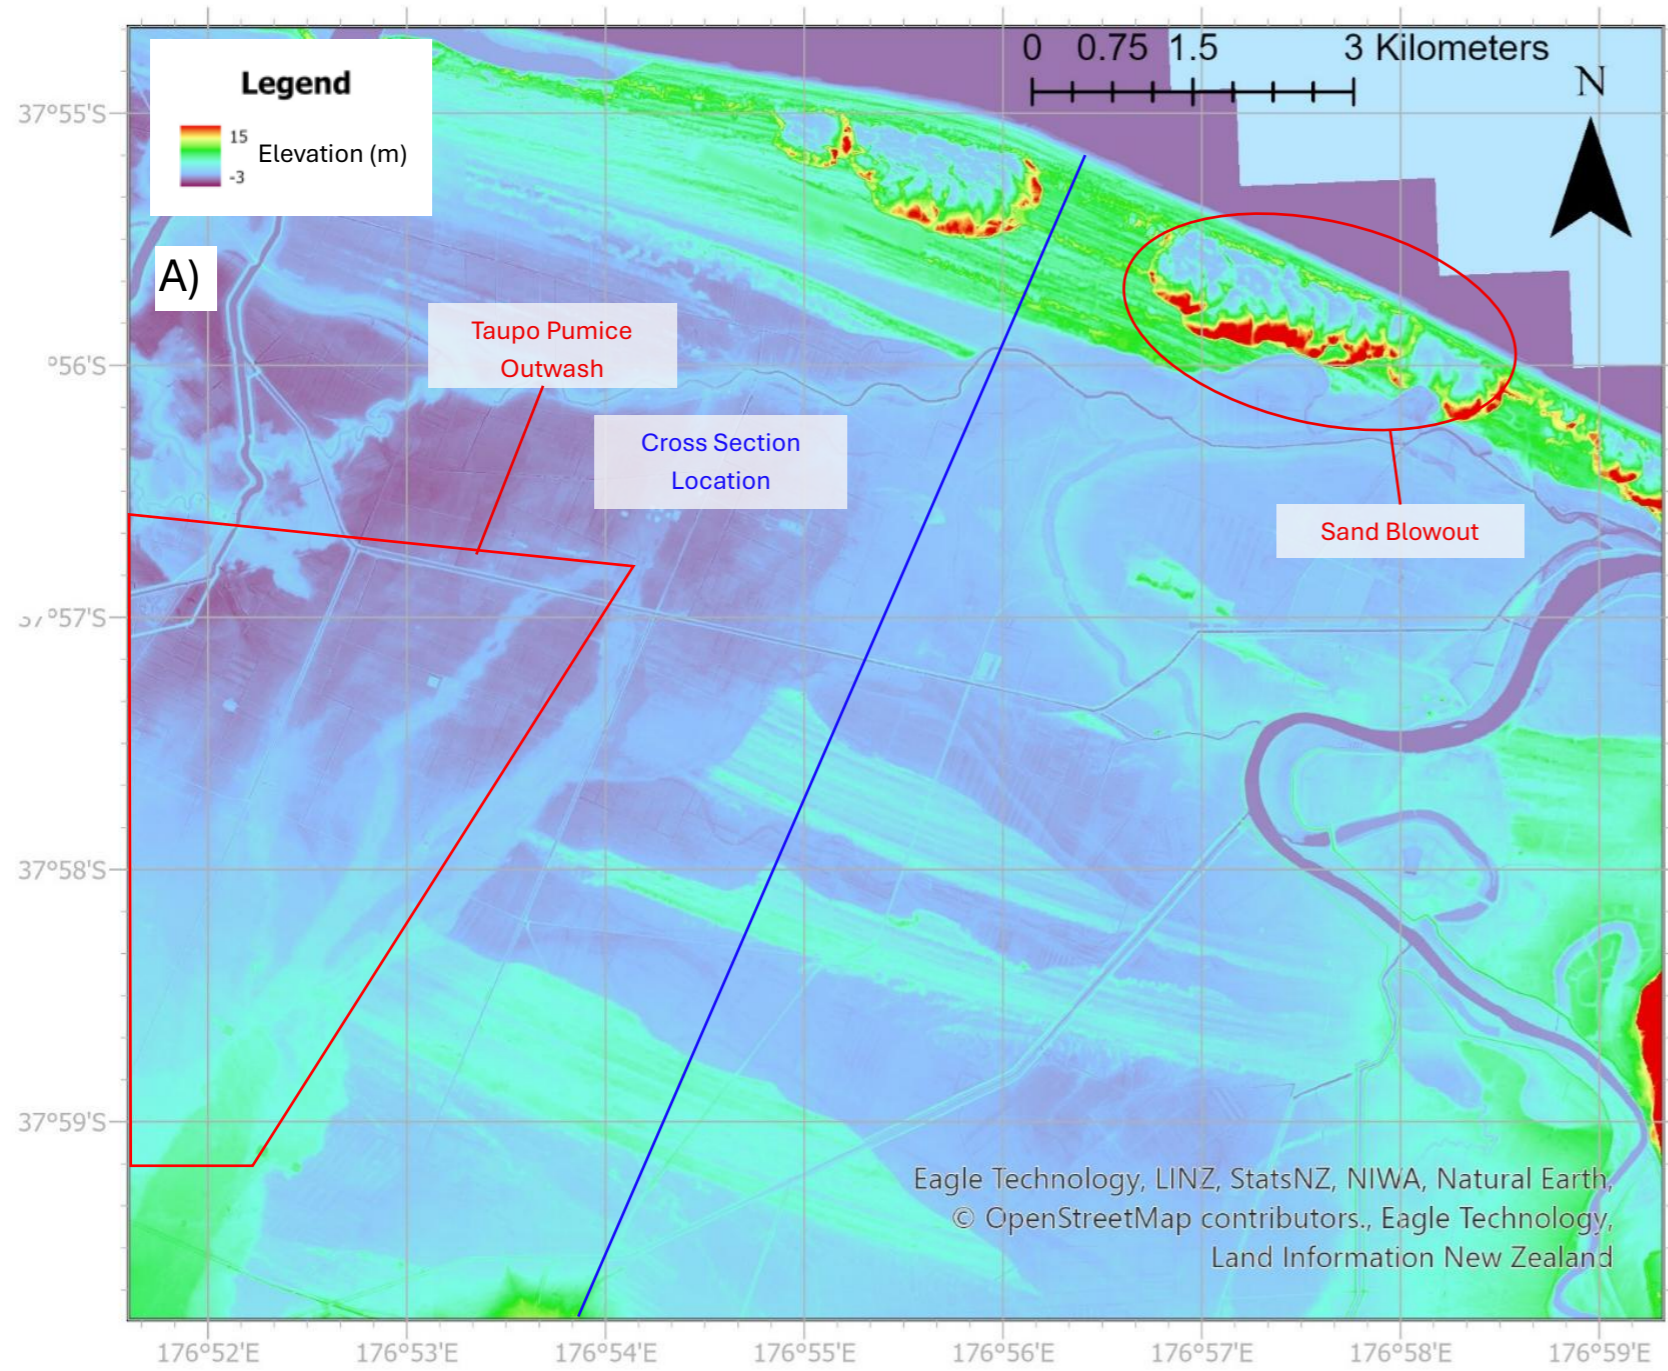 0 0.75 1.5 3 Kilometers
N
Legend
15
Elevation (m)
-3
A)
37°55'S
°56'S
°57'S
37°58'S
37°59'S
Taupo Pumice
Outwash
Cross Section
Location
Sand Blowout
Eagle Technology, LINZ, StatsNZ, NIWA, Natural Earth,
© OpenStreetMap contributors., Eagle Technology,
Land Information New Zealand
176°52'E 176°53'E 176°54'E 176°55'E 176°56'E 176°57'E 176°58'E 176°59'E